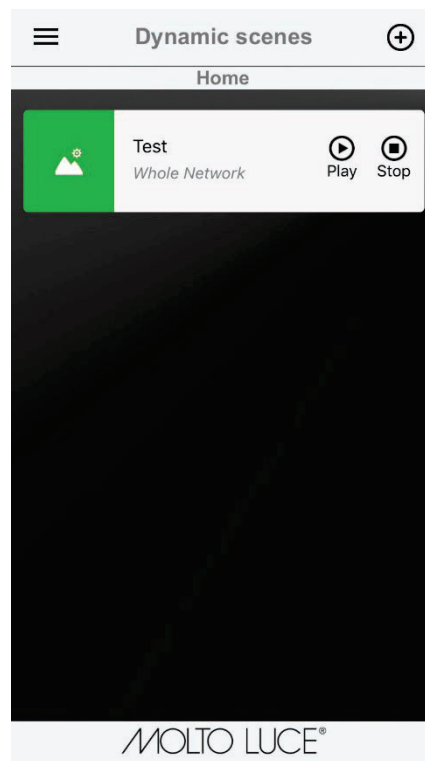 Dynamic scenes
Home
Test
Whole Network
Play Stop
MOLTO LUCE®